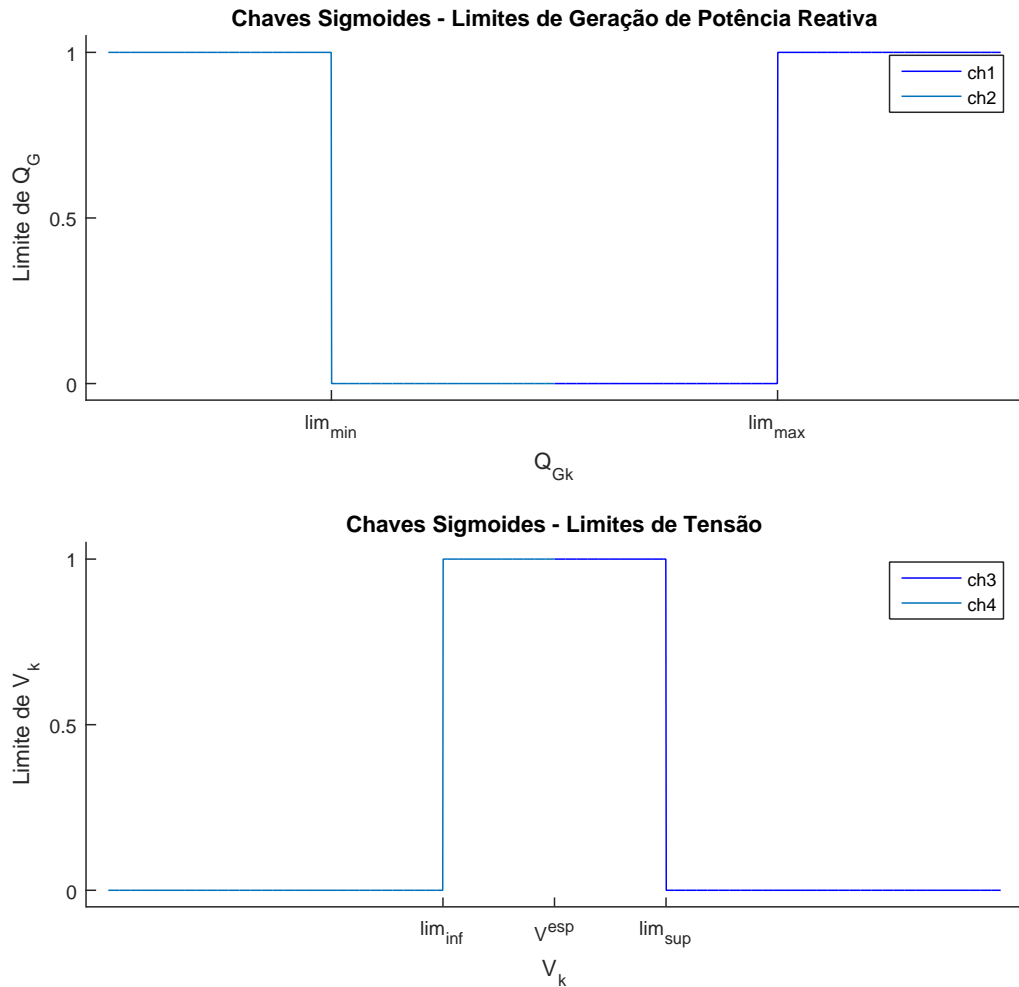 Chaves Sigmoides - Limites de Geração de Potência Reativa
1
ch1
ch2
Limite de Q_G
0.5
0
lim_min
lim_max
Q_Gk
Chaves Sigmoides - Limites de Tensão
1
ch3
ch4
Limite de V_k
0.5
0
lim_inf
V^esp
lim_sup
V_k